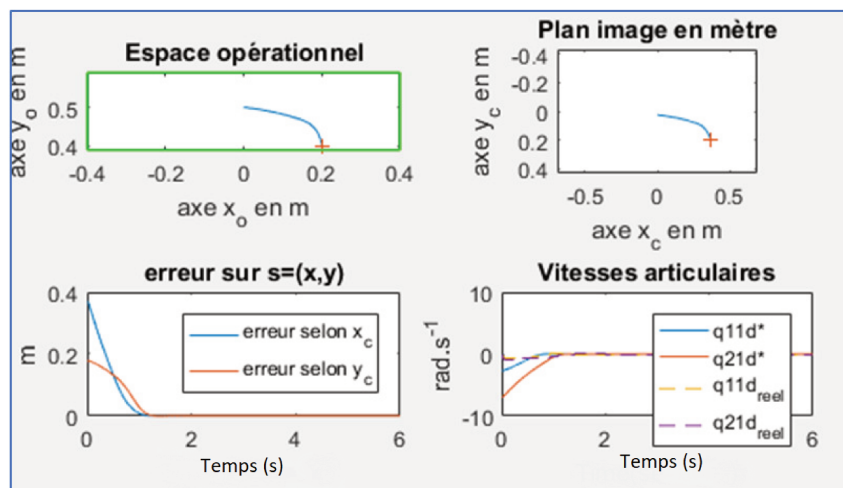 Espace opérationnel
axe y_o en m
0.5
0.4
-0.4 -0.2 0 0.2 0.4
axe x_o en m
Plan image en mètre
axe y_c en m
-0.4
-0.2
0
0.2
0.4
-0.5 0 0.5
axe x_c en m
erreur sur s=(x,y)
m
0.4
0.2
0
erreur selon x_c
erreur selon y_c
0 2 4 6
Temps (s)
Vitesses articulaires
rad.s^-1
10
0
-10
q11d*
q21d*
q11d_reel
q21d_reel
0 2 4 6
Temps (s)